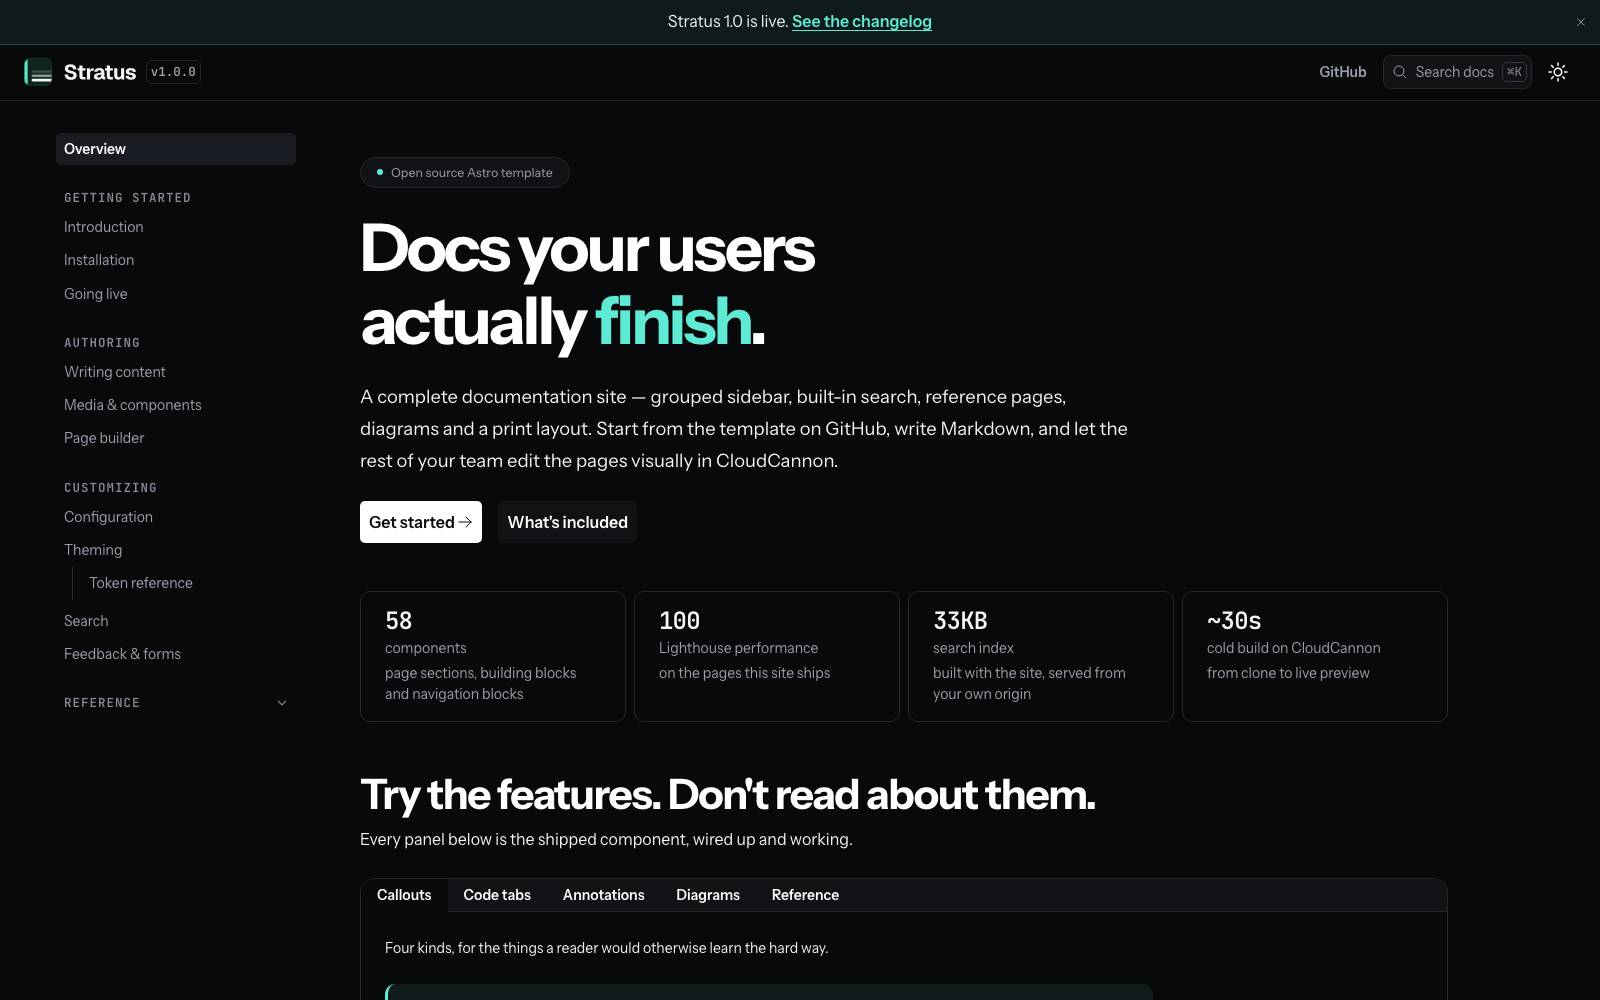 Stratus 1.0 is live. See the changelog
Stratus v1.0.0
GitHub
Search docs ⌘K
Overview
GETTING STARTED
Introduction
Installation
Going live
AUTHORING
Writing content
Media & components
Page builder
CUSTOMIZING
Configuration
Theming
Token reference
Search
Feedback & forms
REFERENCE
Open source Astro template
Docs your users
actually finish.
A complete documentation site — grouped sidebar, built-in search, reference pages,
diagrams and a print layout. Start from the template on GitHub, write Markdown, and let the
rest of your team edit the pages visually in CloudCannon.
Get started →
What's included
58
components
page sections, building blocks
and navigation blocks
100
Lighthouse performance
on the pages this site ships
33KB
search index
built with the site, served from
your own origin
~30s
cold build on CloudCannon
from clone to live preview
Try the features. Don't read about them.
Every panel below is the shipped component, wired up and working.
Callouts Code tabs Annotations Diagrams Reference
Four kinds, for the things a reader would otherwise learn the hard way.